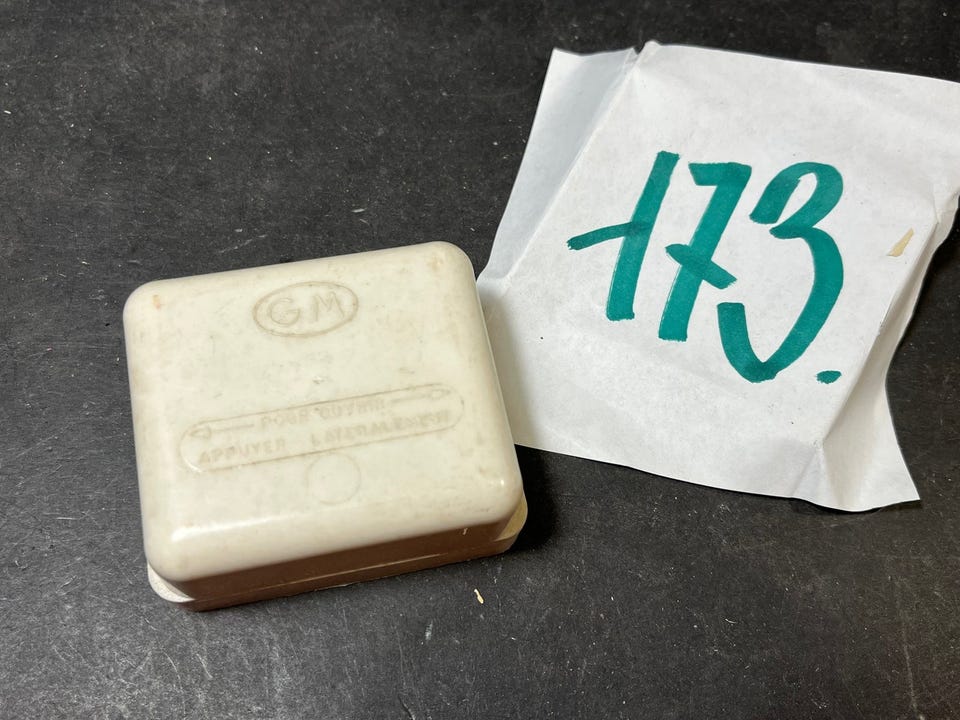 GM
POUR OUVRIR
APPUYER LATERALEMENT
173.